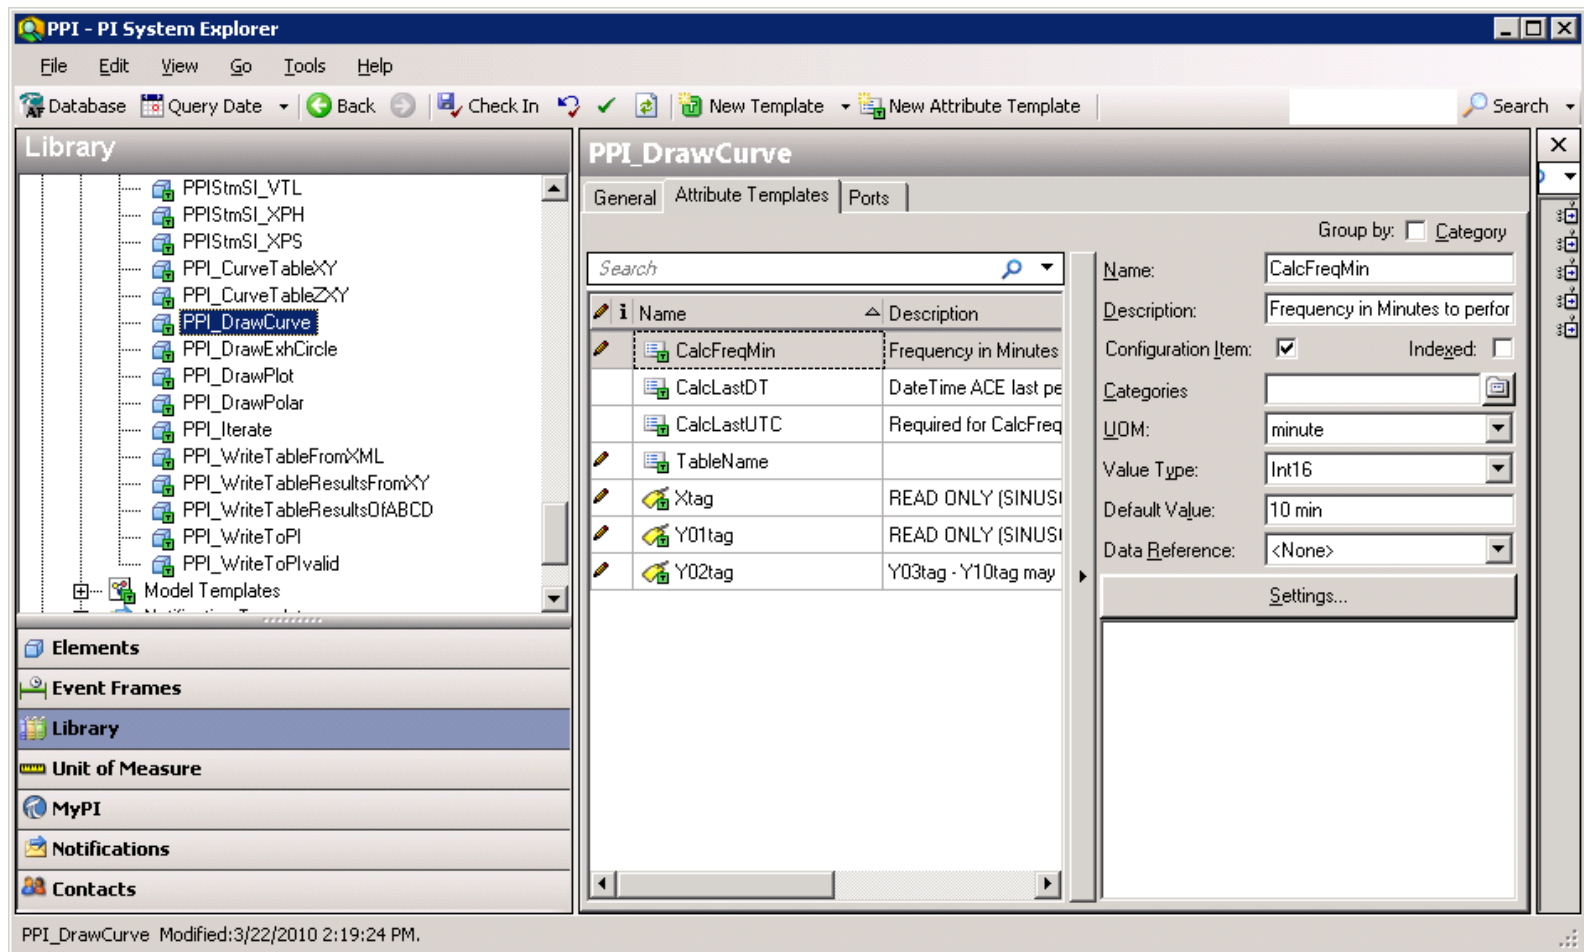 PPI - PI System Explorer
File Edit View Go Tools Help
Database Query Date Back Check In New Template New Attribute Template Search
Library
PPIStmSI_VTL
PPIStmSI_XPH
PPIStmSI_XPS
PPI_CurveTableXY
PPI_CurveTableZXY
PPI_DrawCurve
PPI_DrawExhCircle
PPI_DrawPlot
PPI_DrawPolar
PPI_Iterate
PPI_WriteTableFromXML
PPI_WriteTableResultsFromXY
PPI_WriteTableResultsOfABCD
PPI_WriteToPI
PPI_WriteToPIvalid
Model Templates
Elements
Event Frames
Library
Unit of Measure
MyPI
Notifications
Contacts
PPI_DrawCurve
General Attribute Templates Ports
Group by: Category
Search
Name Description
CalcFreqMin Frequency in Minutes
CalcLastDT DateTime ACE last pe
CalcLastUTC Required for CalcFreq
TableName
Xtag READ ONLY (SINUS
Y01tag READ ONLY (SINUS
Y02tag Y03tag - Y10tag may
Name: CalcFreqMin
Description: Frequency in Minutes to perfor
Configuration Item: Indexed:
Categories
UOM: minute
Value Type: Int16
Default Value: 10 min
Data Reference: <None>
Settings...
PPI_DrawCurve Modified:3/22/2010 2:19:24 PM.